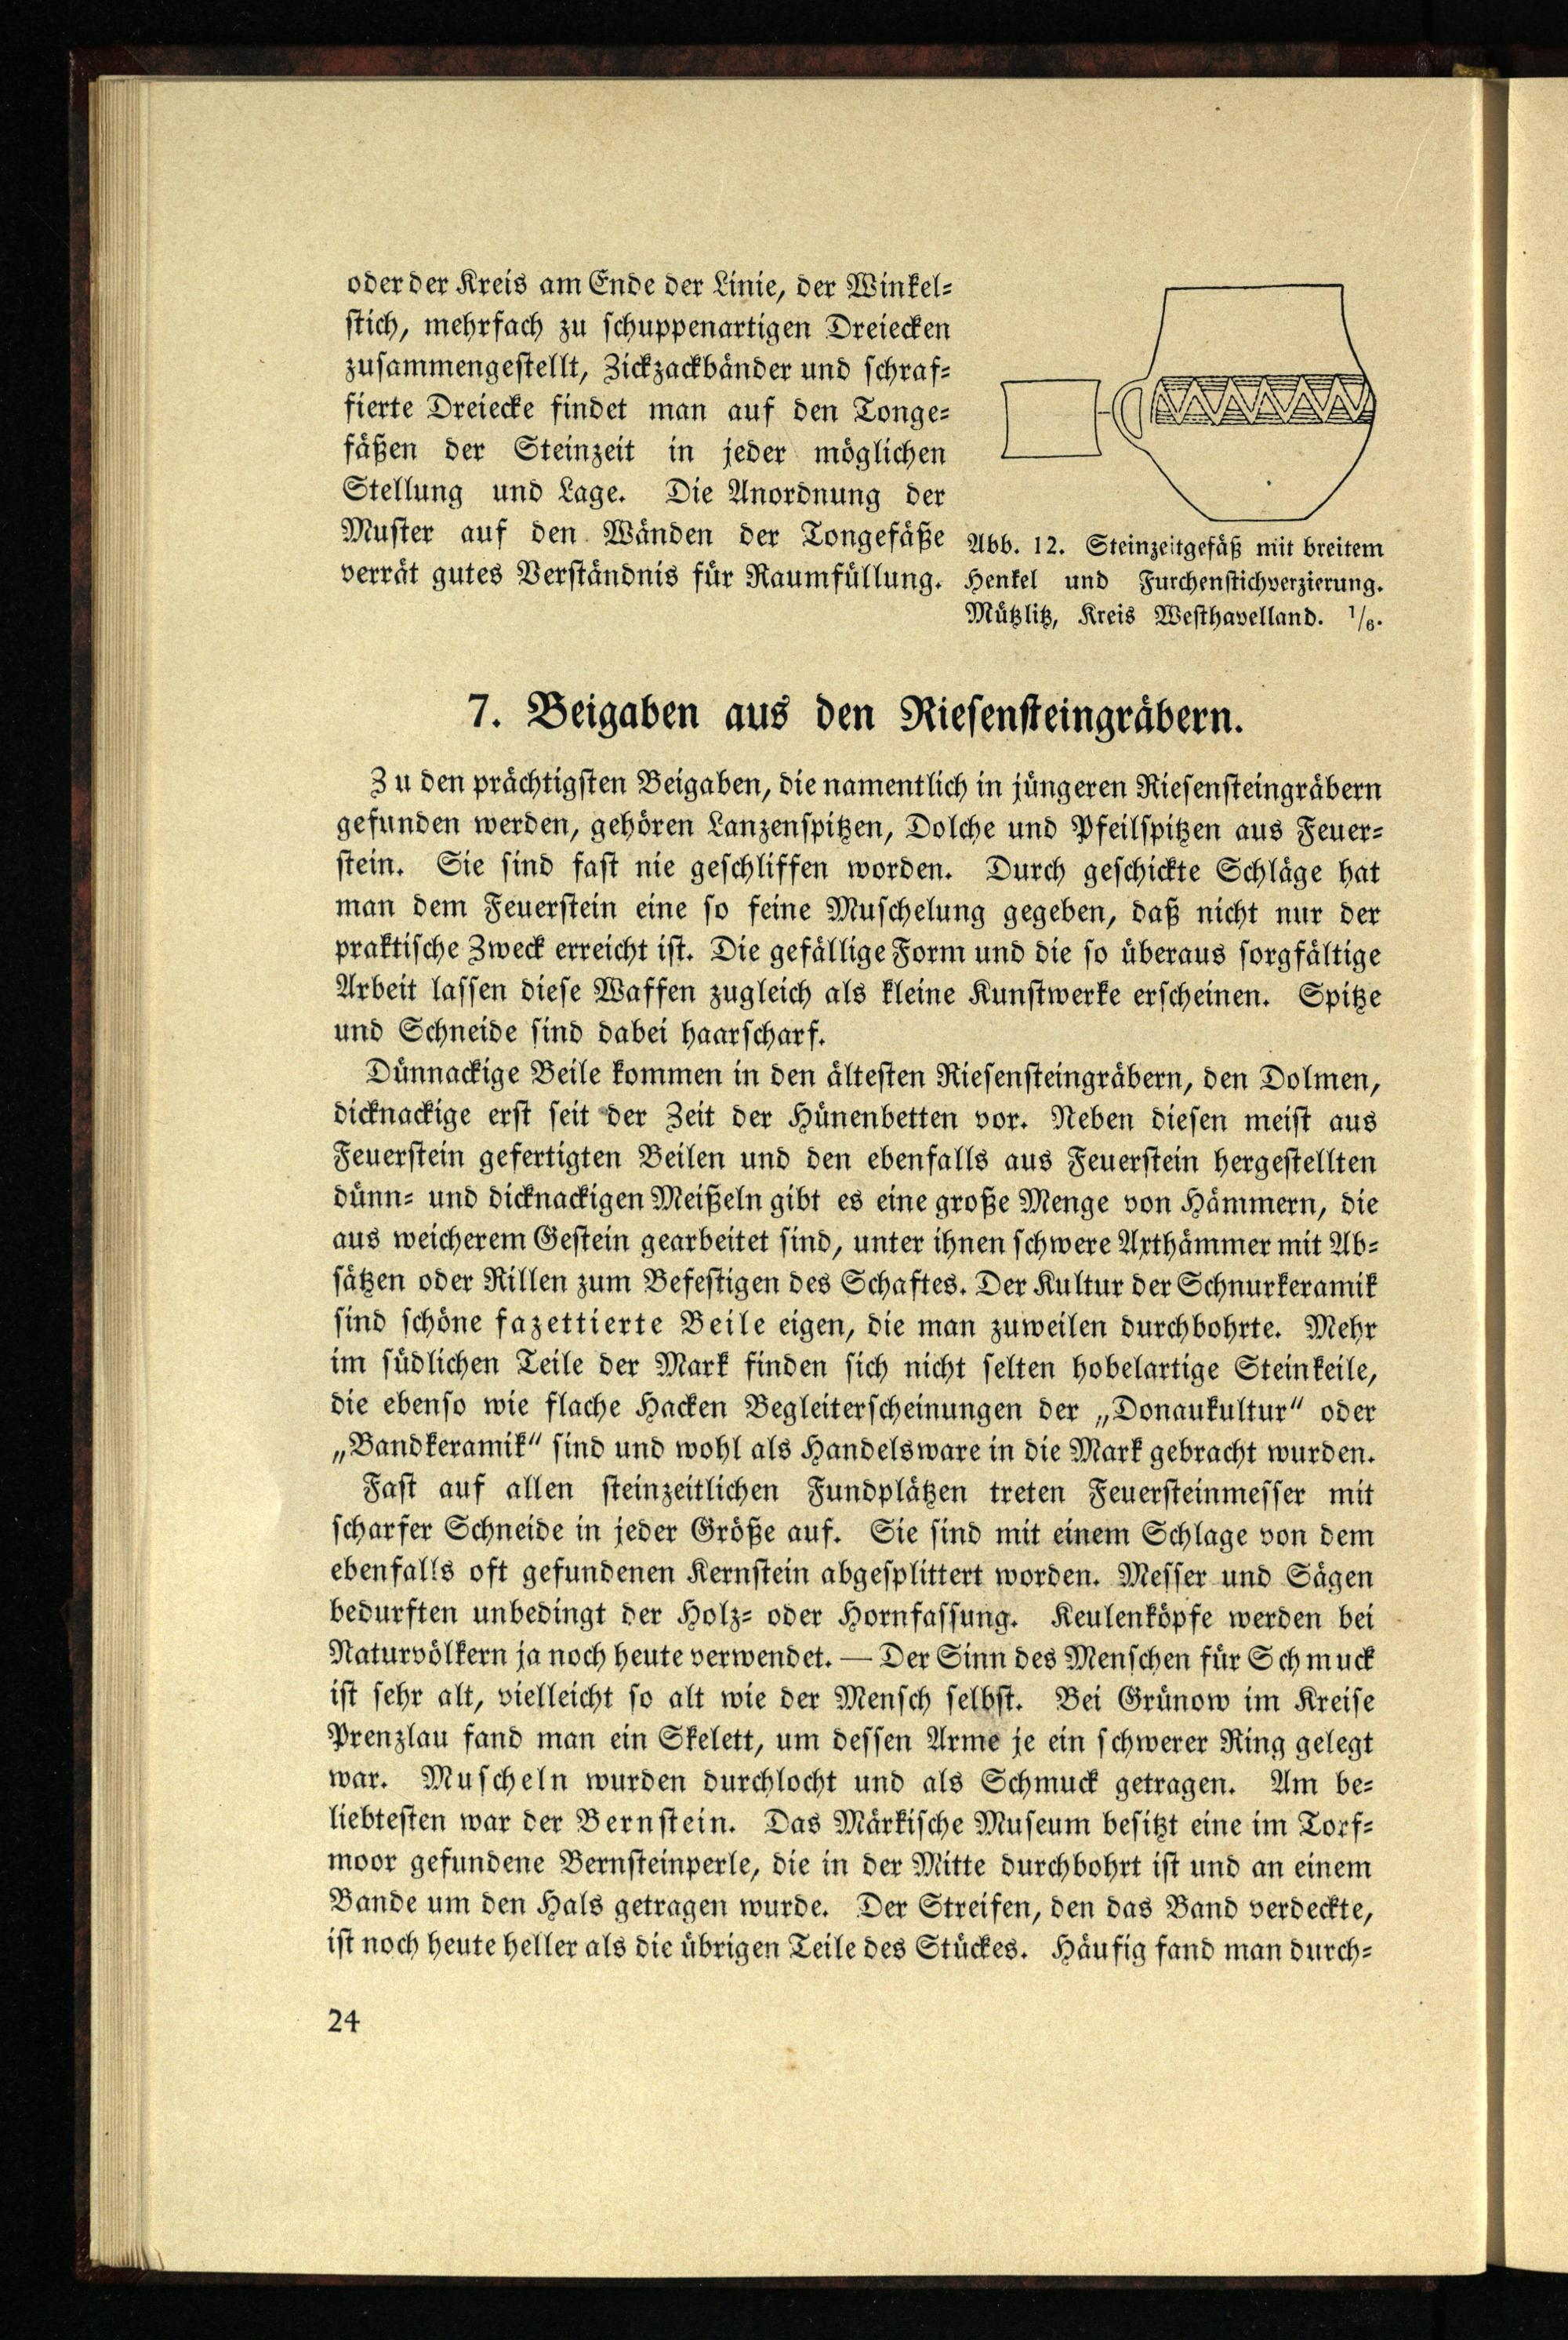 oder der Kreis am Ende der Linie, der Winkel-
stich, mehrfach zu schuppenartigen Dreiecken
zusammengestellt, Zickzackbänder und schraf-
fierte Dreiecke findet man auf den Tonge-
fäßen der Steinzeit in jeder möglichen
Stellung und Lage. Die Anordnung der
Muster auf den Wänden der Tongefäße
verrät gutes Verständnis für Raumfüllung.
Abb. 12. Steinzeitgefäß mit breitem
Henkel und Furchenstichverzierung.
Mützlitz, Kreis Westhavelland. 1/6.
7. Beigaben aus den Riesensteingräbern.
Zu den prächtigsten Beigaben, die namentlich in jüngeren Riesensteingräbern
gefunden werden, gehören Lanzenspitzen, Dolche und Pfeilspitzen aus Feuer-
stein. Sie sind fast nie geschliffen worden. Durch geschickte Schläge hat
man dem Feuerstein eine so feine Muschelung gegeben, daß nicht nur der
praktische Zweck erreicht ist. Die gefällige Form und die so überaus sorgfältige
Arbeit lassen diese Waffen zugleich als kleine Kunstwerke erscheinen. Spitze
und Schneide sind dabei haarscharf.
Dünnackige Beile kommen in den ältesten Riesensteingräbern, den Dolmen,
dicknackige erst seit der Zeit der Hünenbetten vor. Neben diesen meist aus
Feuerstein gefertigten Beilen und den ebenfalls aus Feuerstein hergestellten
dünn- und dicknackigen Meißeln gibt es eine große Menge von Hämmern, die
aus weicherem Gestein gearbeitet sind, unter ihnen schwere Axthämmer mit Ab-
sätzen oder Rillen zum Befestigen des Schaftes. Der Kultur der Schnurkeramik
sind schöne fazettierte Beile eigen, die man zuweilen durchbohrte. Mehr
im südlichen Teile der Mark finden sich nicht selten hobelartige Steinkeile,
die ebenso wie flache Hacken Begleiterscheinungen der „Donaukultur“ oder
„Bandkeramik“ sind und wohl als Handelsware in die Mark gebracht wurden.
Fast auf allen steinzeitlichen Fundplätzen treten Feuersteinmesser mit
scharfer Schneide in jeder Größe auf. Sie sind mit einem Schlage von dem
ebenfalls oft gefundenen Kernstein abgesplittert worden. Messer und Sägen
bedurften unbedingt der Holz- oder Hornfassung. Keulenköpfe werden bei
Naturvölkern ja noch heute verwendet. — Der Sinn des Menschen für Schmuck
ist sehr alt, vielleicht so alt wie der Mensch selbst. Bei Grünow im Kreise
Prenzlau fand man ein Skelett, um dessen Arme je ein schwerer Ring gelegt
war. Muscheln wurden durchlocht und als Schmuck getragen. Am be-
liebtesten war der Bernstein. Das Märkische Museum besitzt eine im Torf-
moor gefundene Bernsteinperle, die in der Mitte durchbohrt ist und an einem
Bande um den Hals getragen wurde. Der Streifen, den das Band verdeckte,
ist noch heute heller als die übrigen Teile des Stückes. Häufig fand man durch-
24